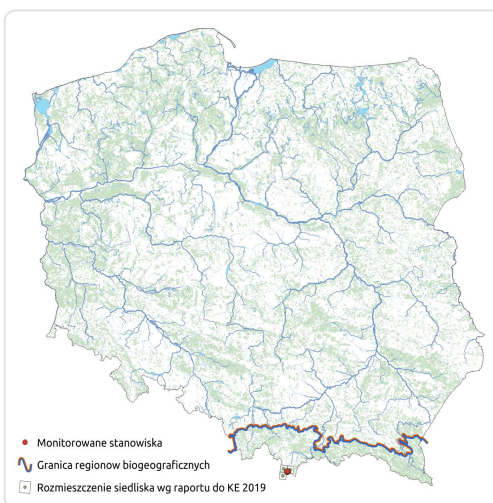 Monitorowane stanowiska
Granica regionow biogeograficznych
Rozmieszczenie siedliska wg raportu do KE 2019